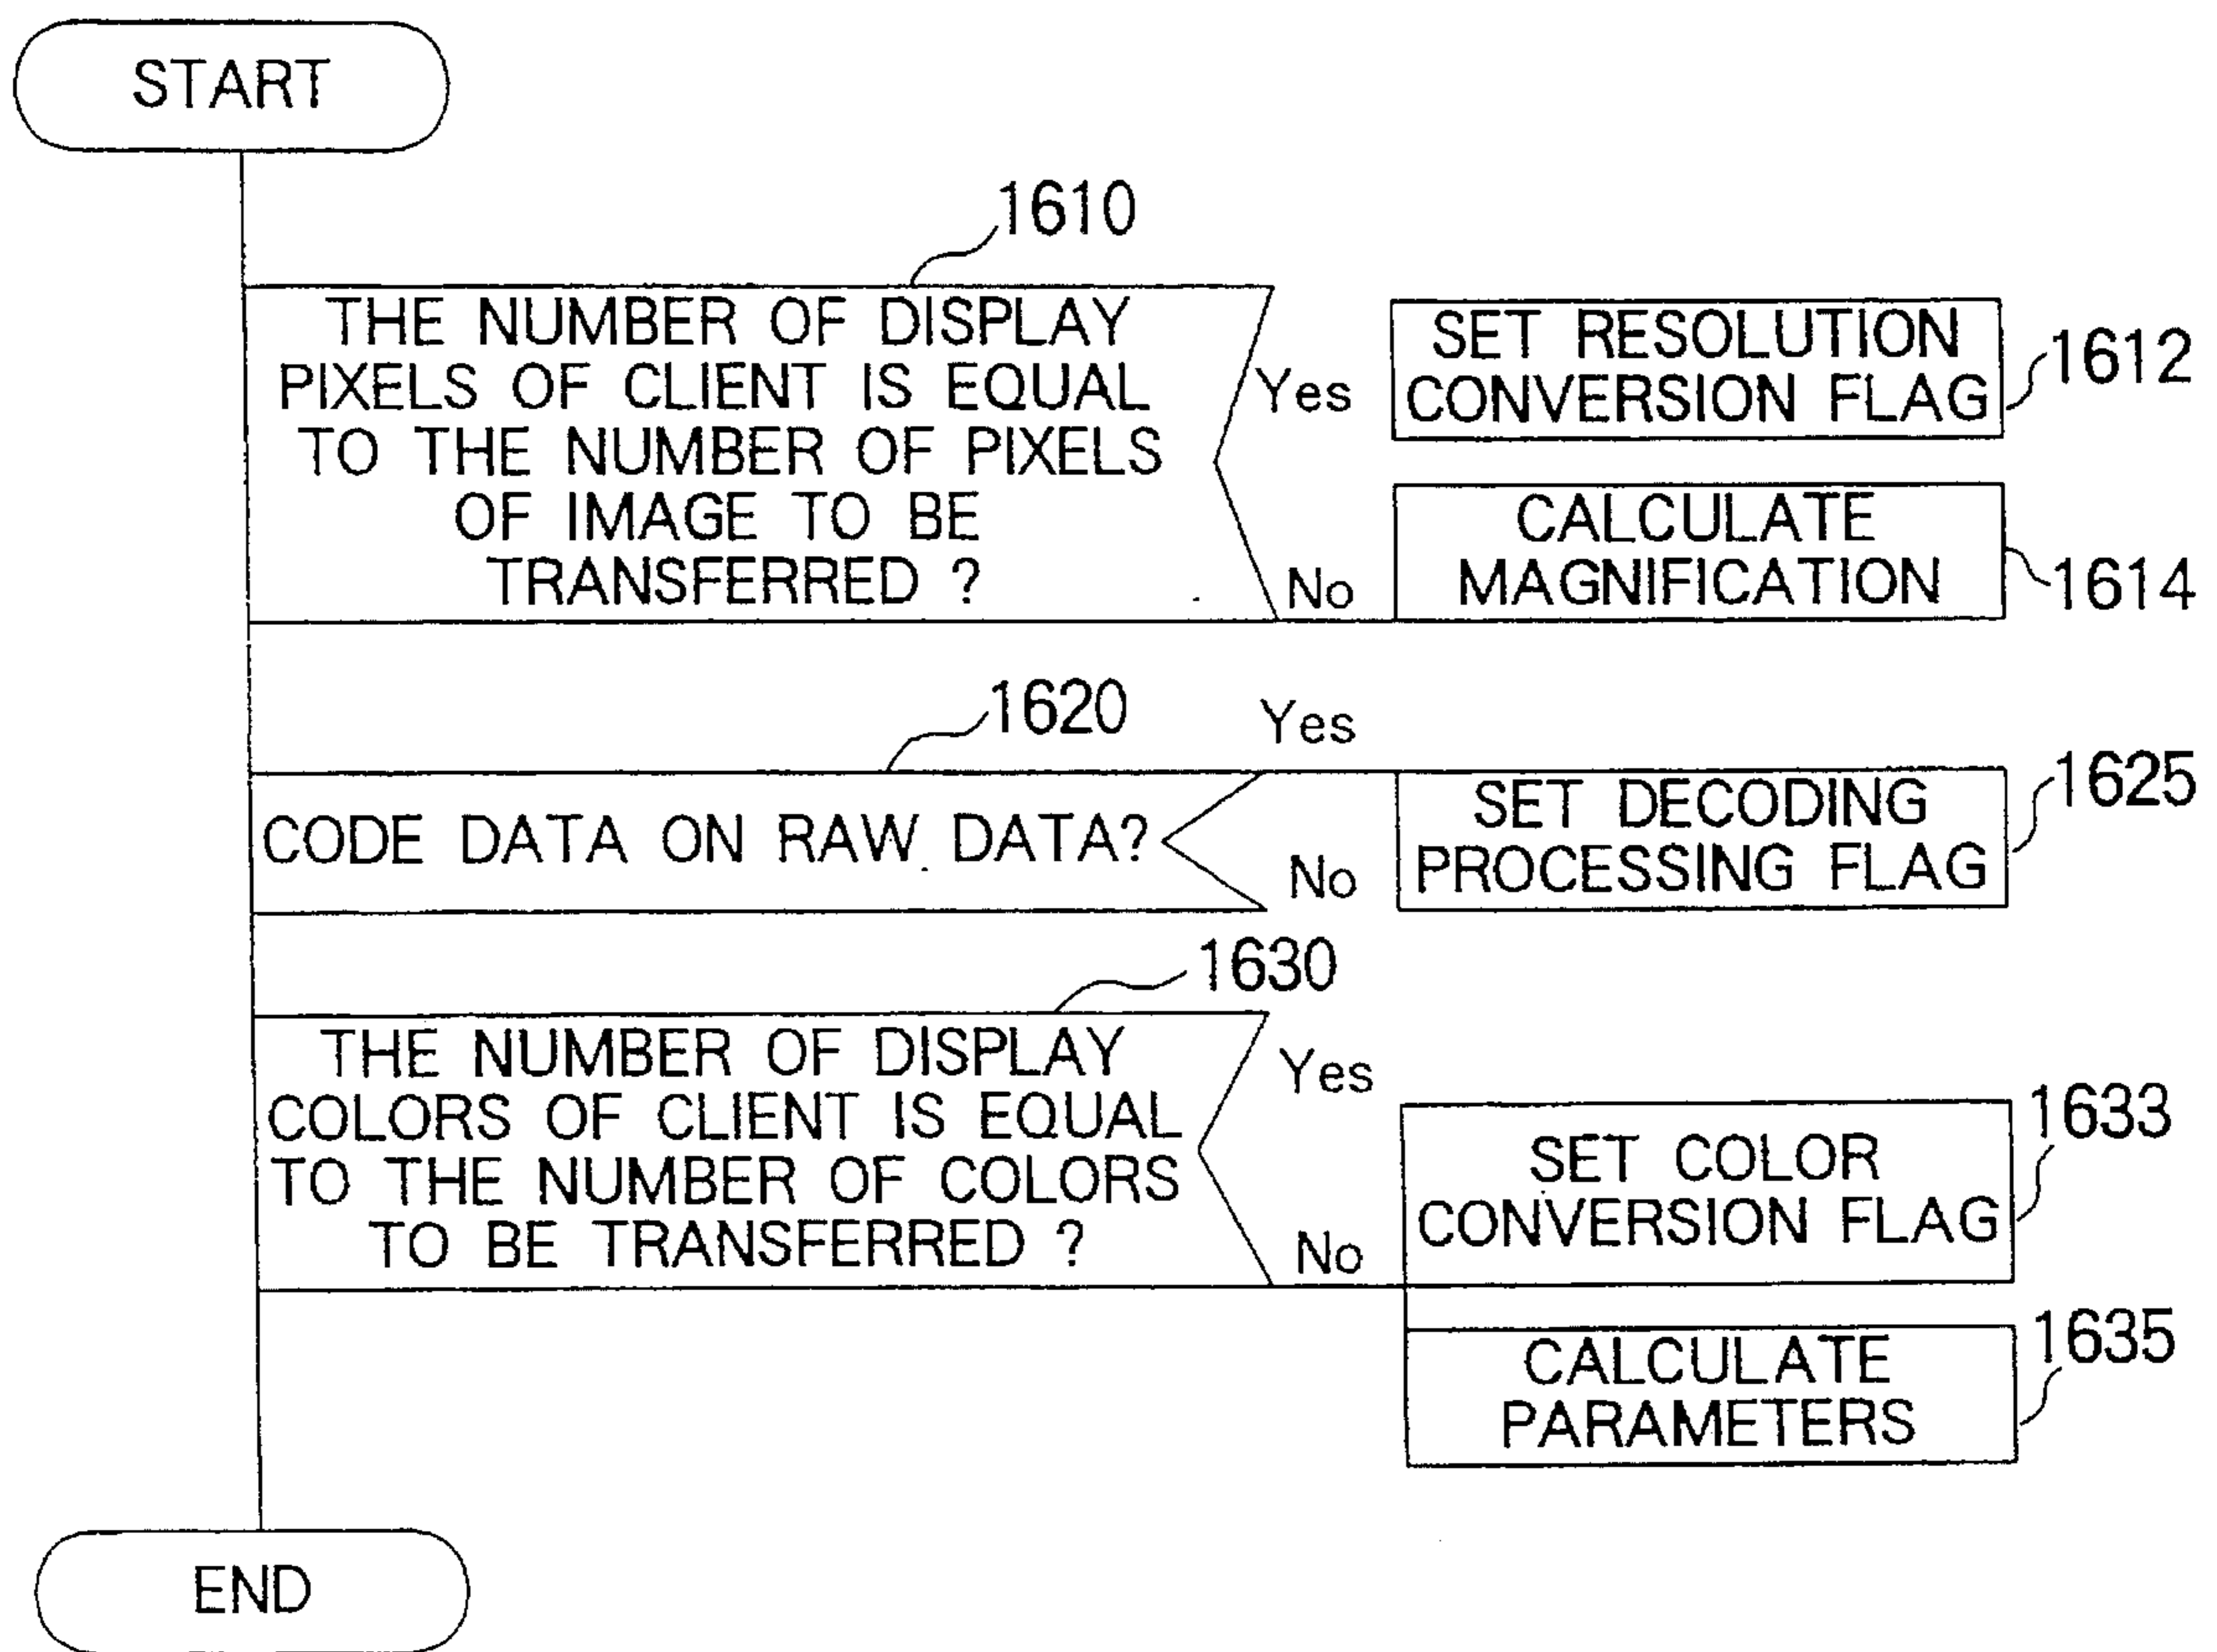 START
1610
THE NUMBER OF DISPLAY
PIXELS OF CLIENT IS EQUAL
TO THE NUMBER OF PIXELS
OF IMAGE TO BE
TRANSFERRED ?
Yes
No
SET RESOLUTION
CONVERSION FLAG
1612
CALCULATE
MAGNIFICATION
1614
1620
CODE DATA ON RAW DATA?
Yes
No
SET DECODING
PROCESSING FLAG
1625
1630
THE NUMBER OF DISPLAY
COLORS OF CLIENT IS EQUAL
TO THE NUMBER OF COLORS
TO BE TRANSFERRED ?
Yes
No
SET COLOR
CONVERSION FLAG
1633
CALCULATE
PARAMETERS
1635
END